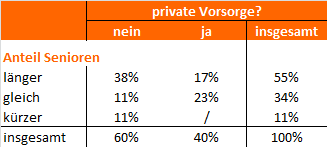 private Vorsorge?
nein ja insgesamt
Anteil Senioren
länger 38% 17% 55%
gleich 11% 23% 34%
kürzer 11% / 11%
insgesamt 60% 40% 100%